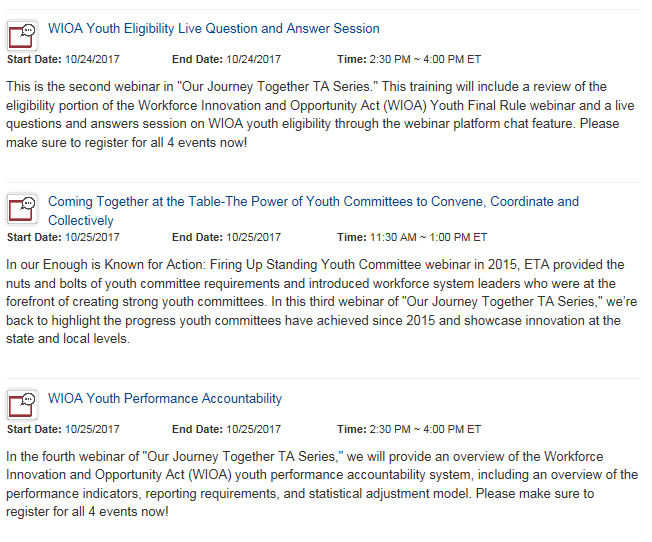 WIOA Youth Eligibility Live Question and Answer Session
Start Date: 10/24/2017 End Date: 10/24/2017 Time: 2:30 PM ~ 4:00 PM ET
This is the second webinar in "Our Journey Together TA Series." This training will include a review of the
eligibility portion of the Workforce Innovation and Opportunity Act (WIOA) Youth Final Rule webinar and a live
questions and answers session on WIOA youth eligibility through the webinar platform chat feature. Please
make sure to register for all 4 events now!
Coming Together at the Table-The Power of Youth Committees to Convene, Coordinate and
Collectively
Start Date: 10/25/2017 End Date: 10/25/2017 Time: 11:30 AM ~ 1:00 PM ET
In our Enough is Known for Action: Firing Up Standing Youth Committee webinar in 2015, ETA provided the
nuts and bolts of youth committee requirements and introduced workforce system leaders who were at the
forefront of creating strong youth committees. In this third webinar of "Our Journey Together TA Series," we're
back to highlight the progress youth committees have achieved since 2015 and showcase innovation at the
state and local levels.
WIOA Youth Performance Accountability
Start Date: 10/25/2017 End Date: 10/25/2017 Time: 2:30 PM ~ 4:00 PM ET
In the fourth webinar of "Our Journey Together TA Series," we will provide an overview of the Workforce
Innovation and Opportunity Act (WIOA) youth performance accountability system, including an overview of the
performance indicators, reporting requirements, and statistical adjustment model. Please make sure to
register for all 4 events now!